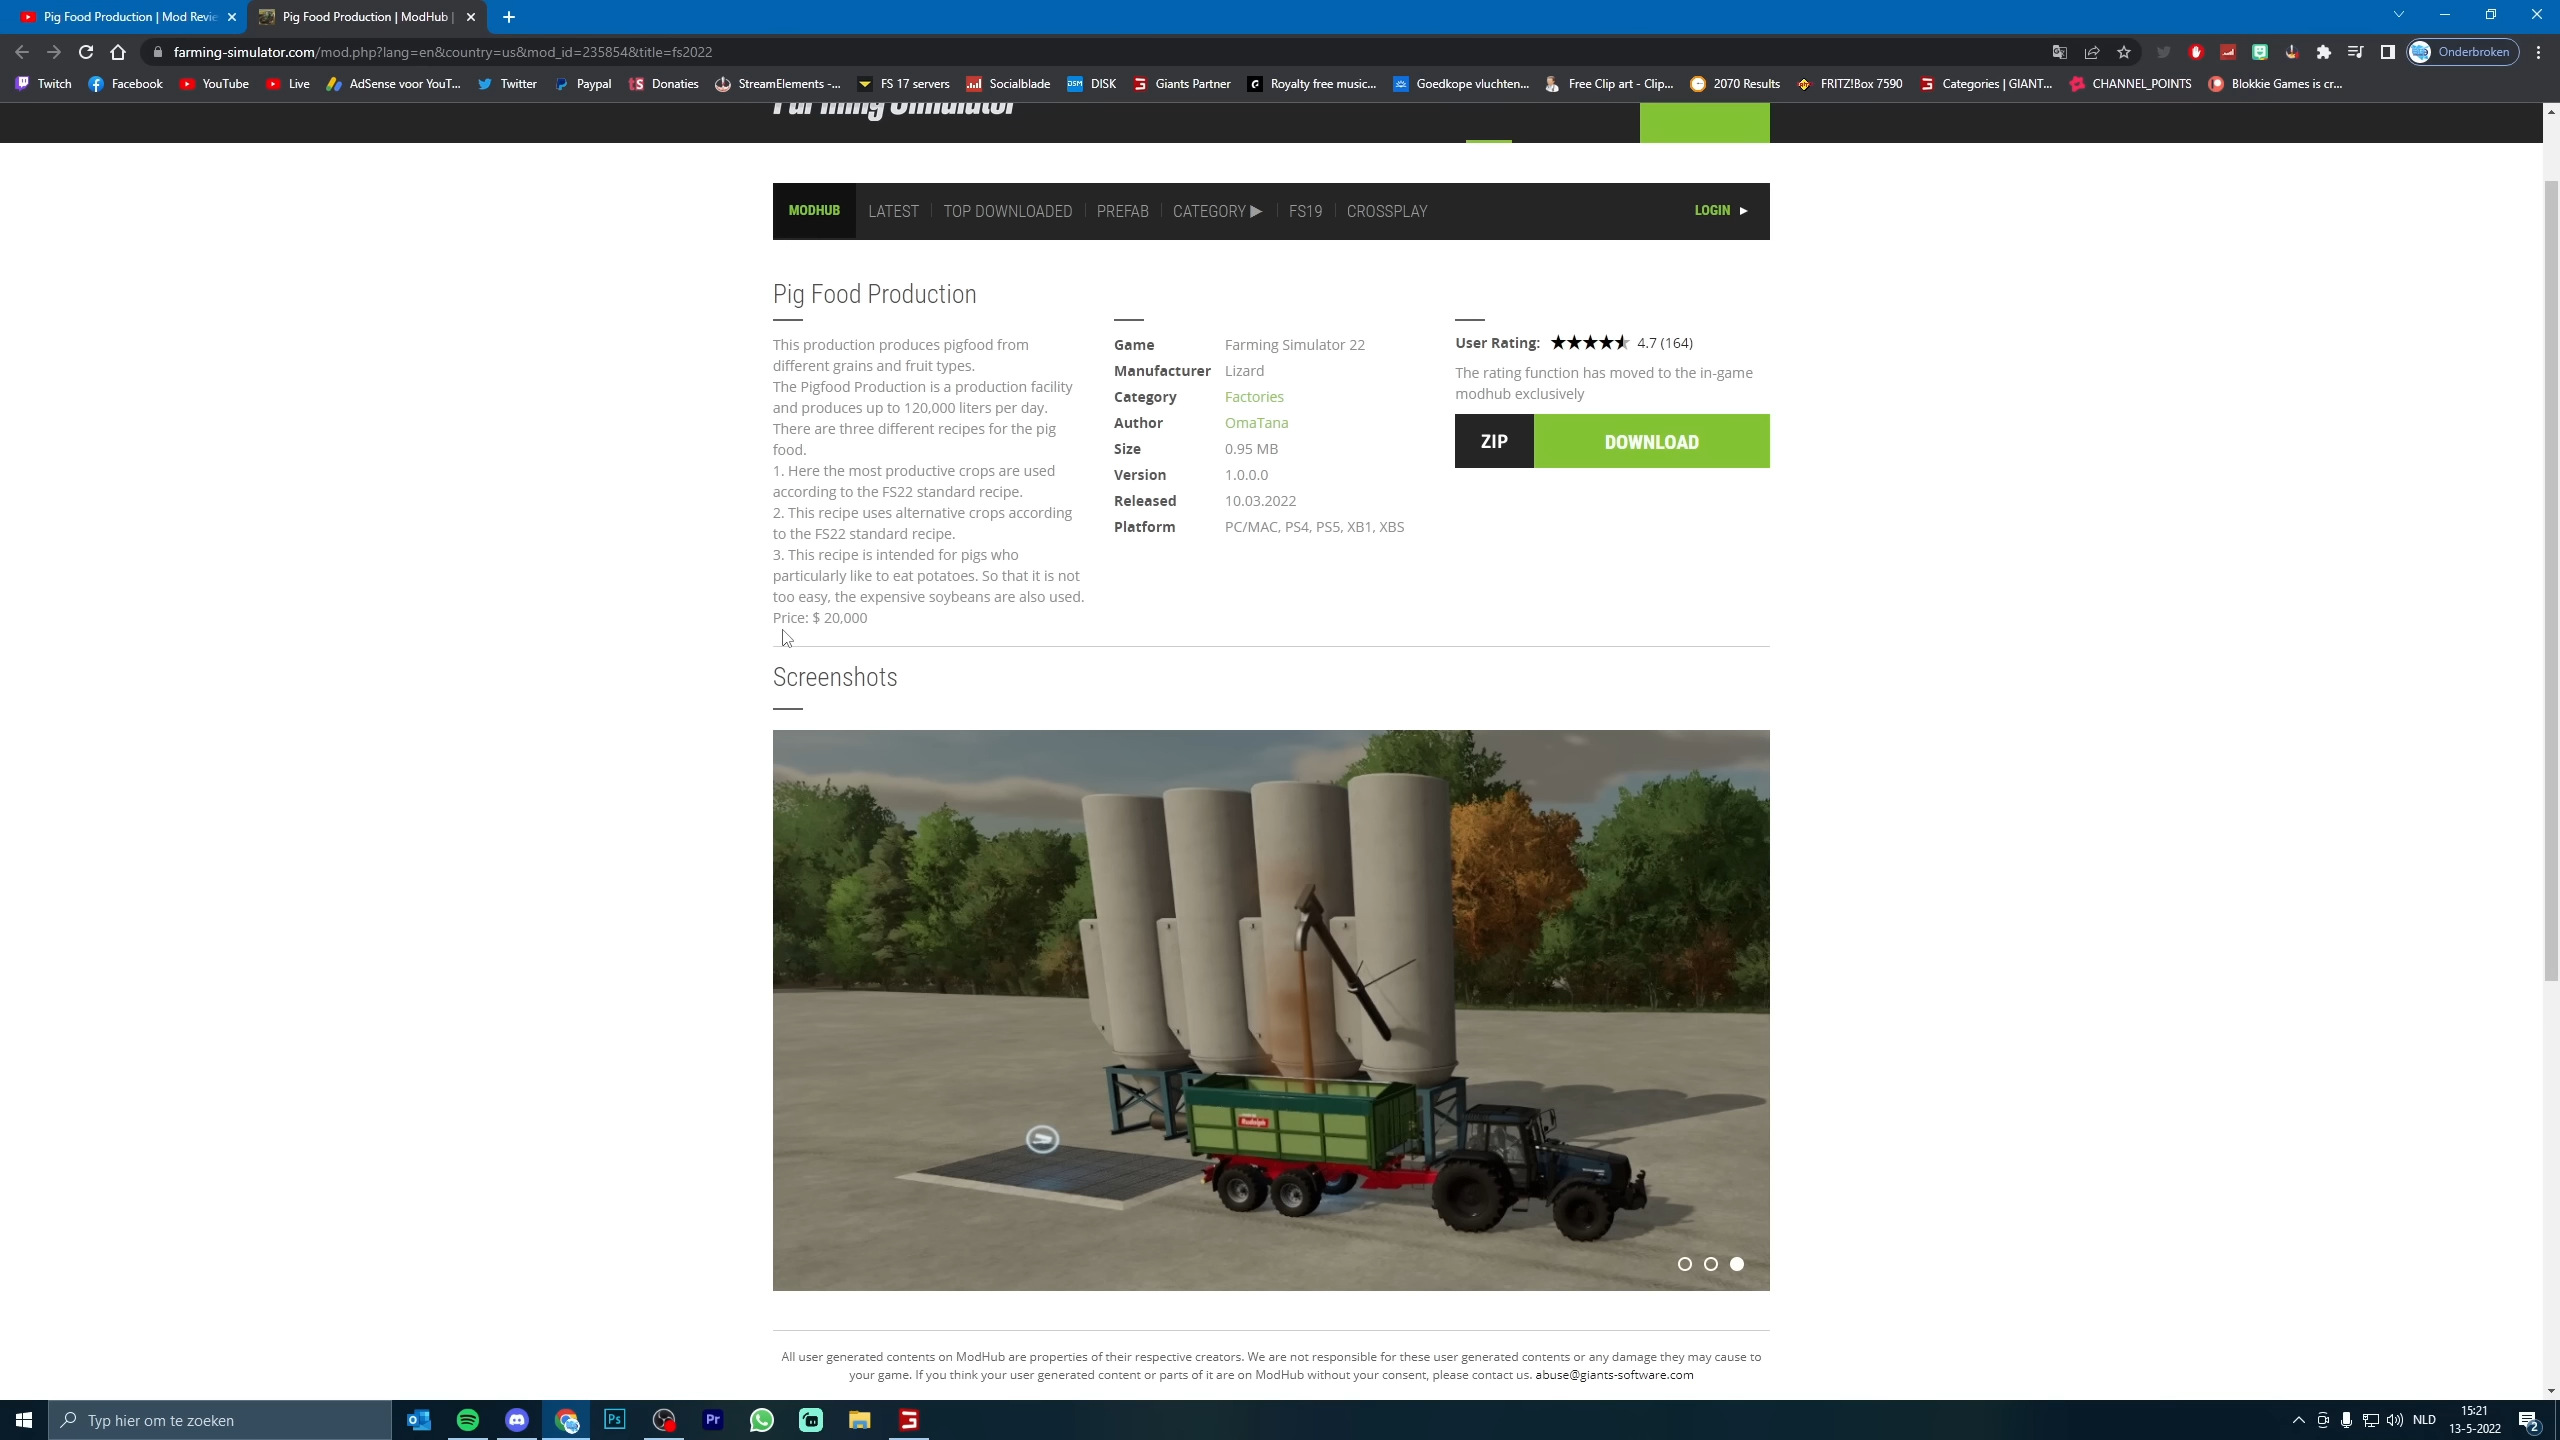 Pig Food Production | Mod Revie
Pig Food Production | ModHub |
farming-simulator.com/mod.php?lang=en&country=us&mod_id=235854&title=fs2022
Onderbroken
Twitch
Facebook
YouTube
Live
AdSense voor YouT...
Twitter
Paypal
Donaties
StreamElements -...
FS 17 servers
Socialblade
DISK
Giants Partner
Royalty free music...
Goedkope vluchten...
Free Clip art - Clip...
2070 Results
FRITZ!Box 7590
Categories | GIANT...
CHANNEL_POINTS
Blokkie Games is cr...
Farming Simulator
MODHUB
LATEST
TOP DOWNLOADED
PREFAB
CATEGORY ▶
FS19
CROSSPLAY
LOGIN ▶
Pig Food Production
This production produces pigfood from
different grains and fruit types.
The Pigfood Production is a production facility
and produces up to 120,000 liters per day.
There are three different recipes for the pig
food.
1. Here the most productive crops are used
according to the FS22 standard recipe.
2. This recipe uses alternative crops according
to the FS22 standard recipe.
3. This recipe is intended for pigs who
particularly like to eat potatoes. So that it is not
too easy, the expensive soybeans are also used.
Price: $ 20,000
Game Farming Simulator 22
Manufacturer Lizard
Category Factories
Author OmaTana
Size 0.95 MB
Version 1.0.0.0
Released 10.03.2022
Platform PC/MAC, PS4, PS5, XB1, XBS
User Rating: 4.7 (164)
The rating function has moved to the in-game
modhub exclusively
ZIP DOWNLOAD
Screenshots
Rudolph
All user generated contents on ModHub are properties of their respective creators. We are not responsible for these user generated contents or any damage they may cause to
your game. If you think your user generated content or parts of it are on ModHub without your consent, please contact us. abuse@giants-software.com
Typ hier om te zoeken
Ps
Pr
NLD
15:21
13-5-2022
2